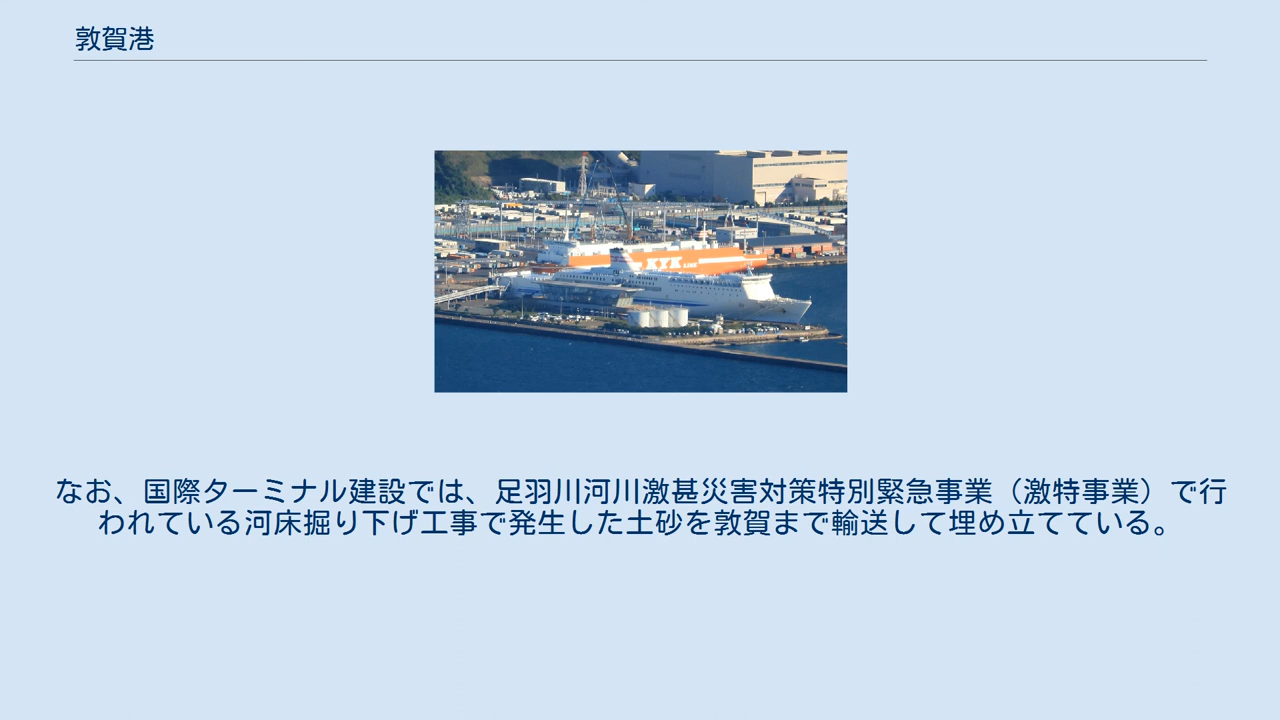 敦賀港
KYK LINE
なお、国際ターミナル建設では、足羽川河川激甚災害対策特別緊急事業（激特事業）で行
われている河床掘り下げ工事で発生した土砂を敦賀まで輸送して埋め立てている。